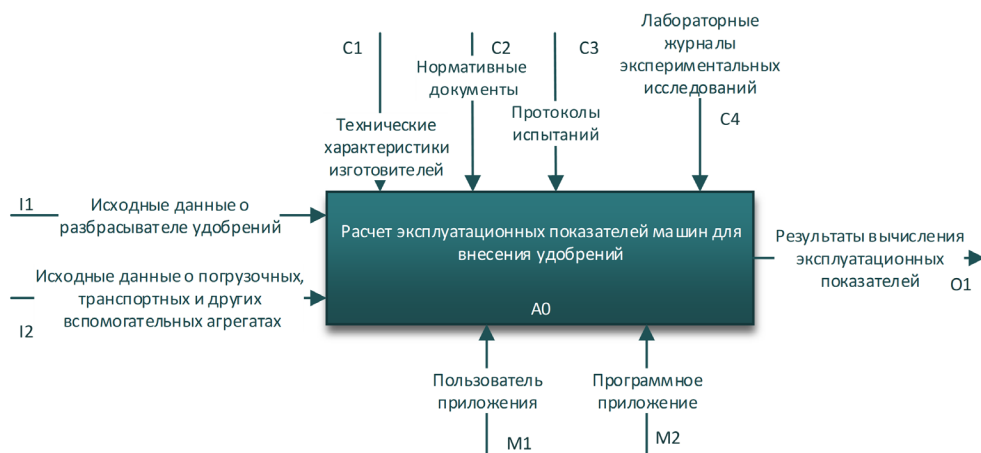 C1
C2
C3
Лабораторные
журналы
экспериментальных
исследований
C4
Нормативные
документы
Протоколы
испытаний
Технические
характеристики
изготовителей
I1
Исходные данные о
разбрасывателе удобрений
Исходные данные о погрузочных,
транспортных и других
вспомогательных агрегатах
I2
Расчет эксплуатационных показателей машин для
внесения удобрений
A0
Результаты вычисления
эксплуатационных
показателей
O1
Пользователь
приложения
M1
Программное
приложение
M2